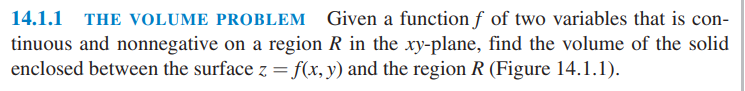 14.1.1 THE VOLUME PROBLEM Given a function f of two variables that is con-
tinuous and nonnegative on a region R in the xy-plane, find the volume of the solid
enclosed between the surface z = f(x, y) and the region R (Figure 14.1.1).